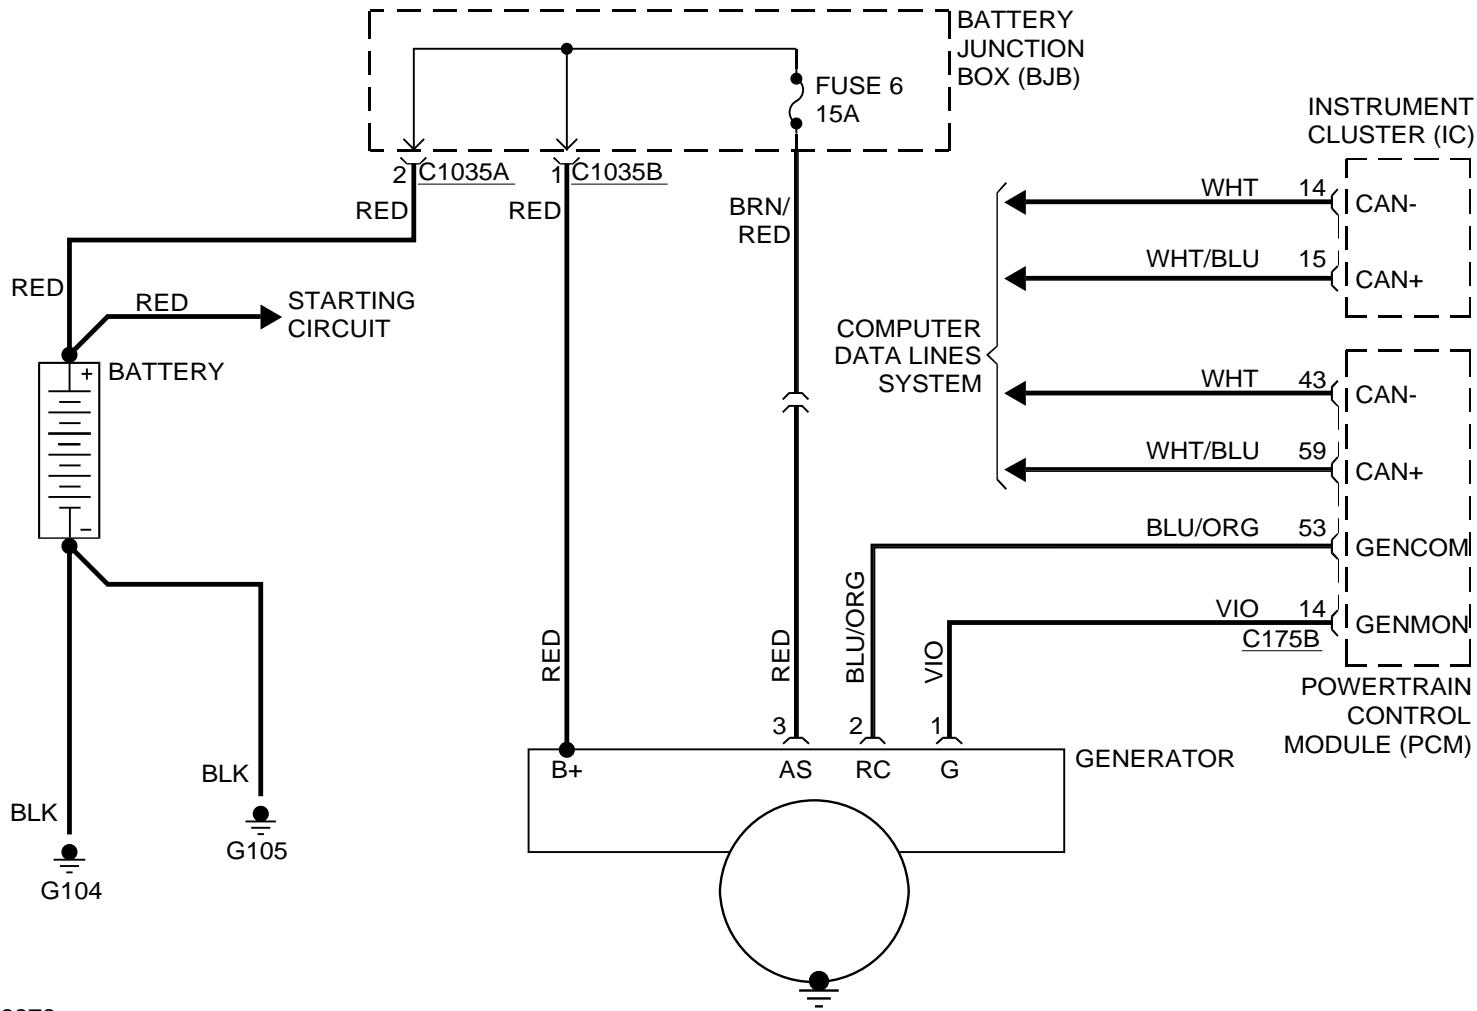 BATTERY
JUNCTION
BOX (BJB)
FUSE 6
15A
INSTRUMENT
CLUSTER (IC)
2 C1035A
1 C1035B
RED
RED
BRN/
RED
WHT 14 CAN-
WHT/BLU 15 CAN+
RED
RED
STARTING
CIRCUIT
COMPUTER
DATA LINES
SYSTEM
+ BATTERY
-
WHT 43 CAN-
WHT/BLU 59 CAN+
BLU/ORG 53 GENCOM
VIO 14 GENMON
C175B
RED
RED
BLU/ORG
VIO
POWERTRAIN
CONTROL
MODULE (PCM)
3 2 1
B+ AS RC G
GENERATOR
BLK
BLK
G105
G104